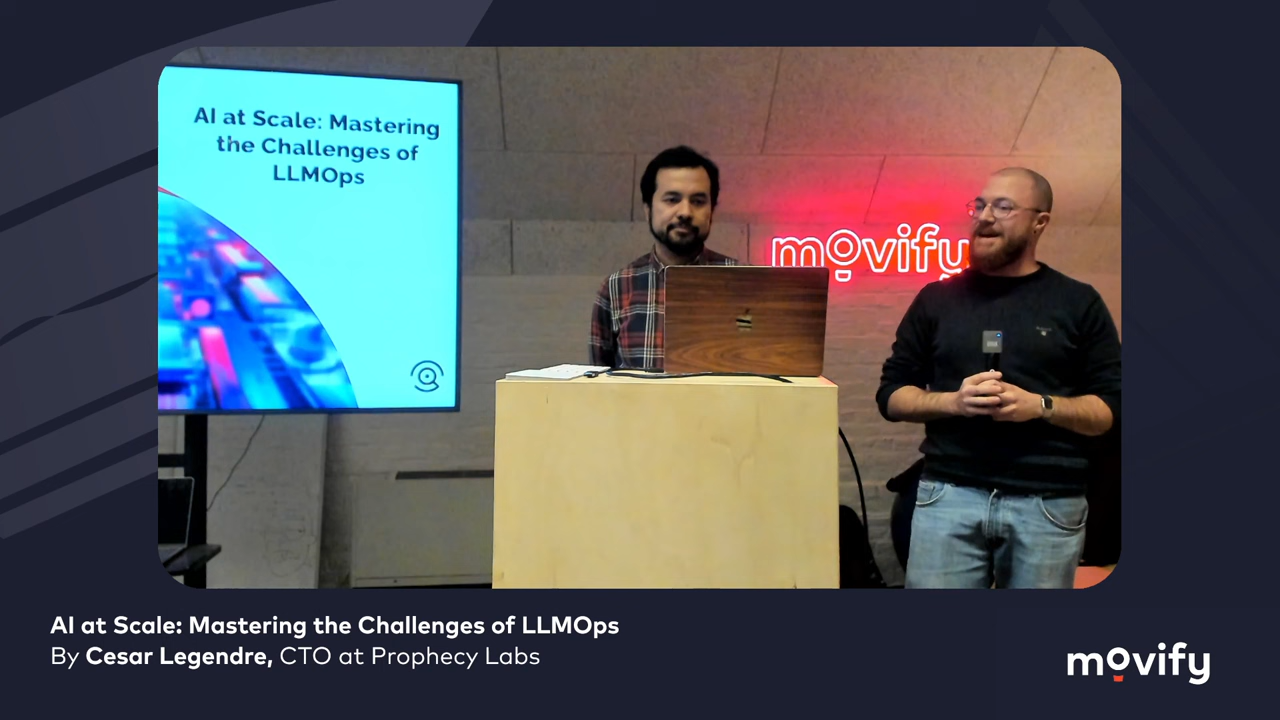 AI at Scale: Mastering
the Challenges of
LLMOps
movify
AI at Scale: Mastering the Challenges of LLMOps
By Cesar Legendre, CTO at Prophecy Labs
movify